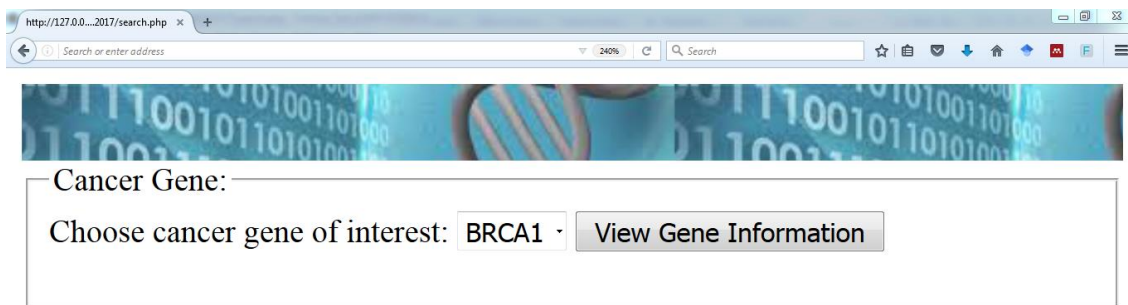 http://127.0.0....2017/search.php × +
Search or enter address 240% Search
Cancer Gene:
Choose cancer gene of interest: BRCA1 View Gene Information